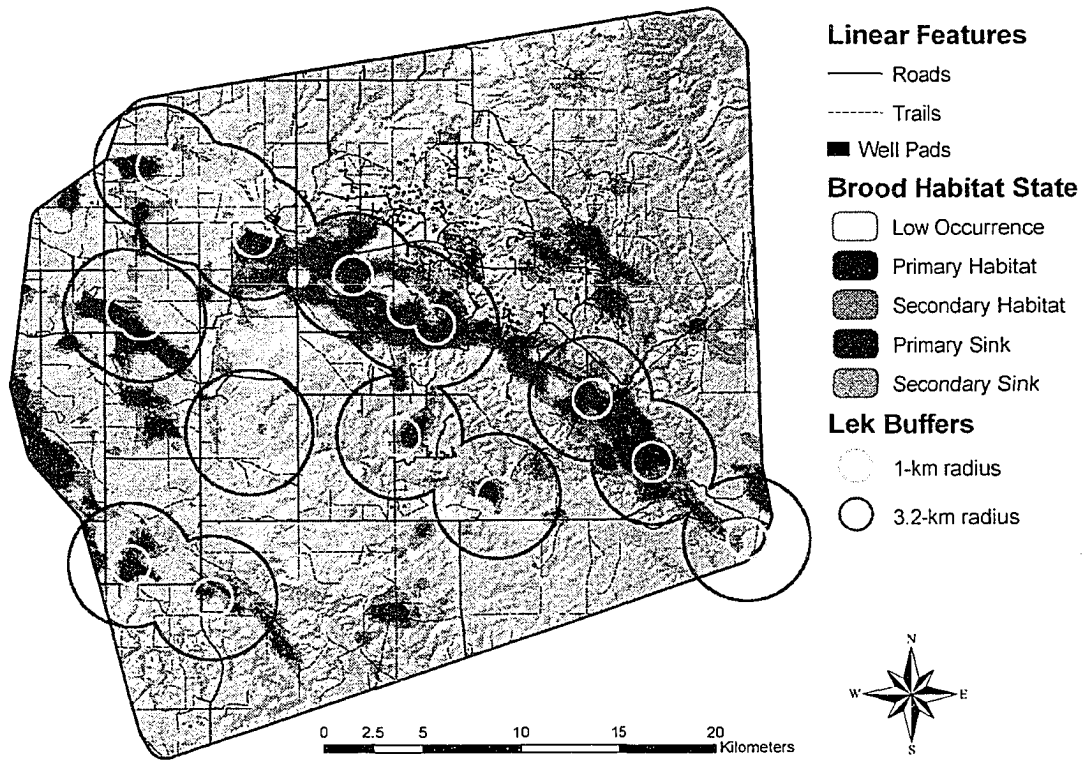 Linear Features
Roads
Trails
Well Pads
Brood Habitat State
Low Occurrence
Primary Habitat
Secondary Habitat
Primary Sink
Secondary Sink
Lek Buffers
1-km radius
3.2-km radius
N
W E
S
0 2.5 5 10 15 20
Kilometers